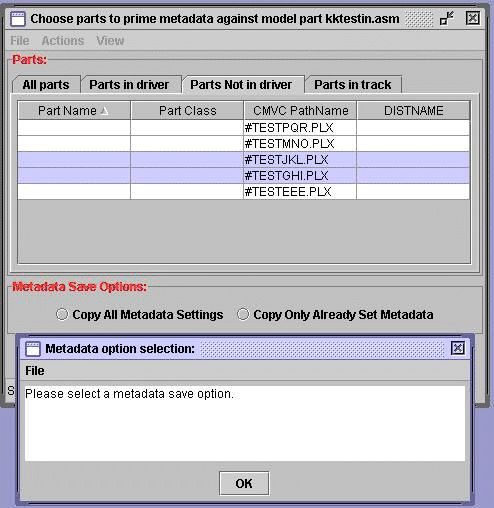 Choose parts to prime metadata against model part kktestin.asm
File Actions View
Parts:
All parts Parts in driver Parts Not in driver Parts in track
Part Name Part Class CMVC PathName DISTNAME
#TESTPQR.PLX
#TESTMNO.PLX
#TESTJKL.PLX
#TESTGHI.PLX
#TESTEEE.PLX
Metadata Save Options:
Copy All Metadata Settings Copy Only Already Set Metadata
Metadata option selection:
File
Please select a metadata save option.
OK